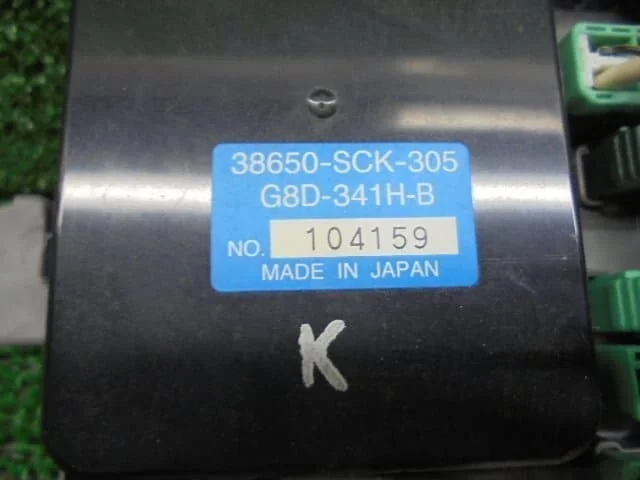 38650-SCK-305
G8D-341H-B
NO. 104159
MADE IN JAPAN
K